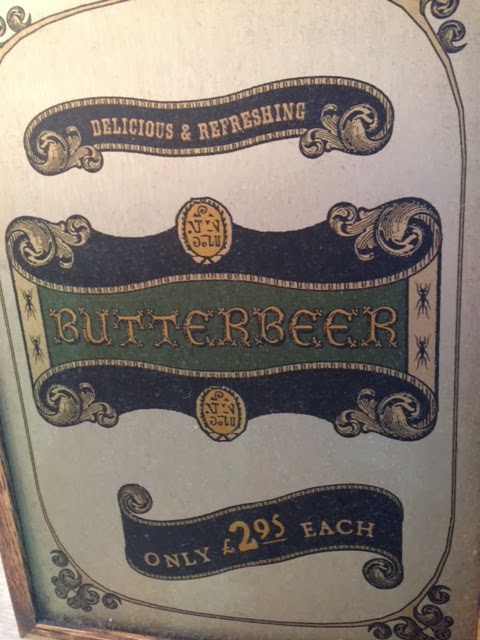 DELICIOUS & REFRESHING
BUTTERBEER
ONLY £2.95 EACH